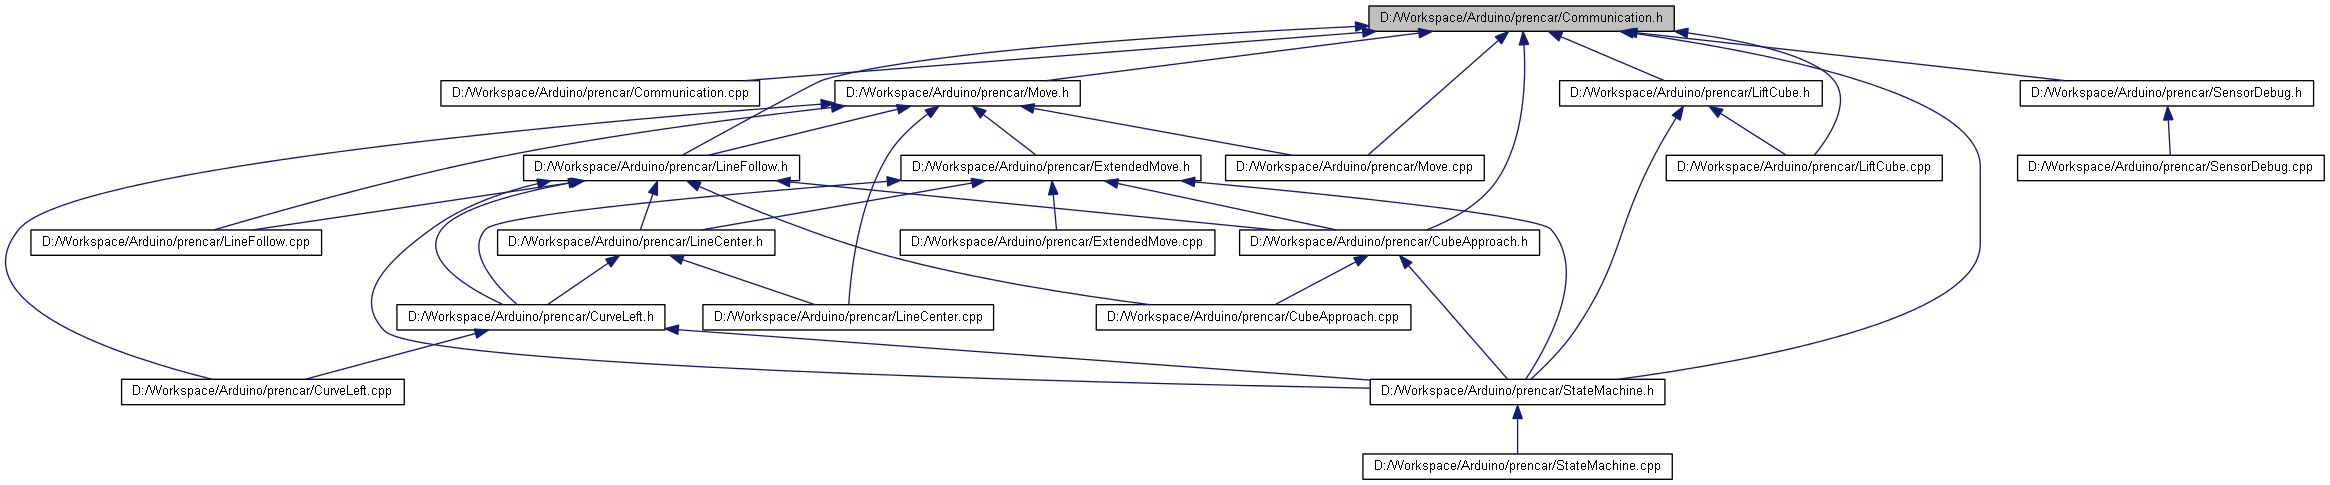 D:/Workspace/Arduino/prencar/Communication.h
D:/Workspace/Arduino/prencar/Communication.cpp
D:/Workspace/Arduino/prencar/Move.h
D:/Workspace/Arduino/prencar/LiftCube.h
D:/Workspace/Arduino/prencar/SensorDebug.h
D:/Workspace/Arduino/prencar/LineFollow.h
D:/Workspace/Arduino/prencar/ExtendedMove.h
D:/Workspace/Arduino/prencar/Move.cpp
D:/Workspace/Arduino/prencar/LiftCube.cpp
D:/Workspace/Arduino/prencar/SensorDebug.cpp
D:/Workspace/Arduino/prencar/LineFollow.cpp
D:/Workspace/Arduino/prencar/LineCenter.h
D:/Workspace/Arduino/prencar/ExtendedMove.cpp
D:/Workspace/Arduino/prencar/CubeApproach.h
D:/Workspace/Arduino/prencar/CurveLeft.h
D:/Workspace/Arduino/prencar/LineCenter.cpp
D:/Workspace/Arduino/prencar/CubeApproach.cpp
D:/Workspace/Arduino/prencar/CurveLeft.cpp
D:/Workspace/Arduino/prencar/StateMachine.h
D:/Workspace/Arduino/prencar/StateMachine.cpp